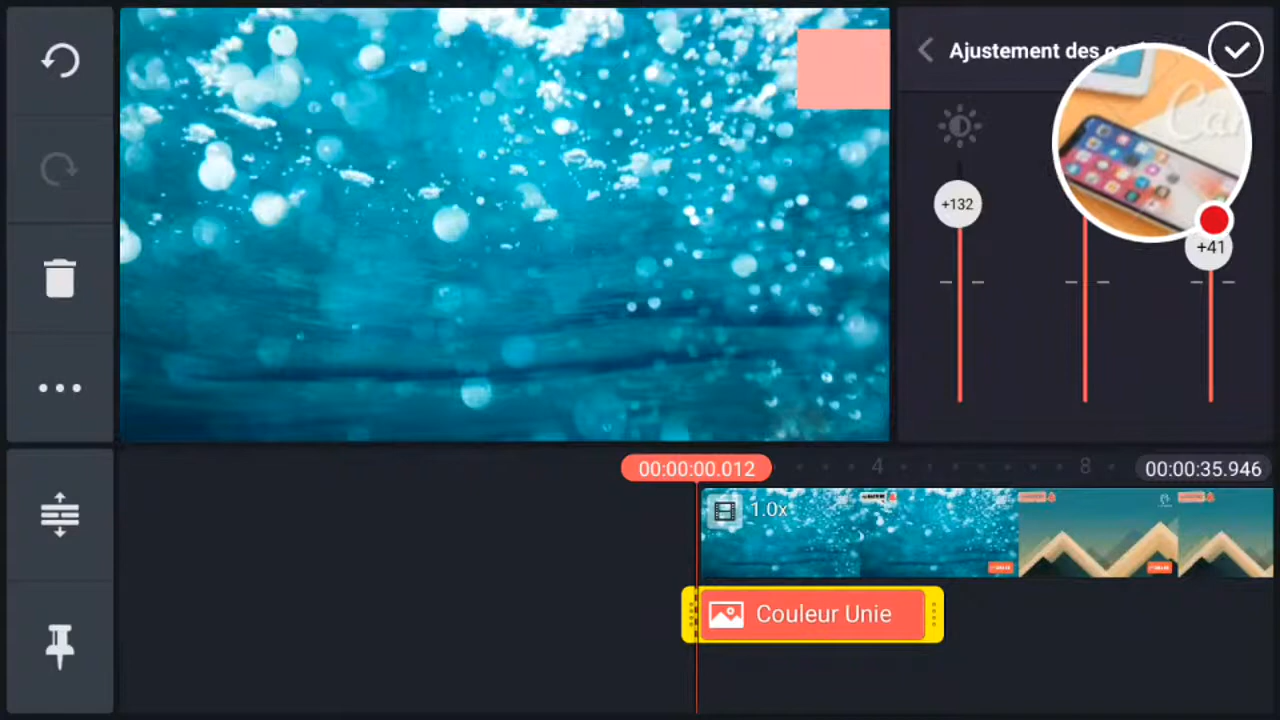 Ajustement des
+132
+41
00:00:00.012
4
8
00:00:35.946
1.0x
Couleur Unie